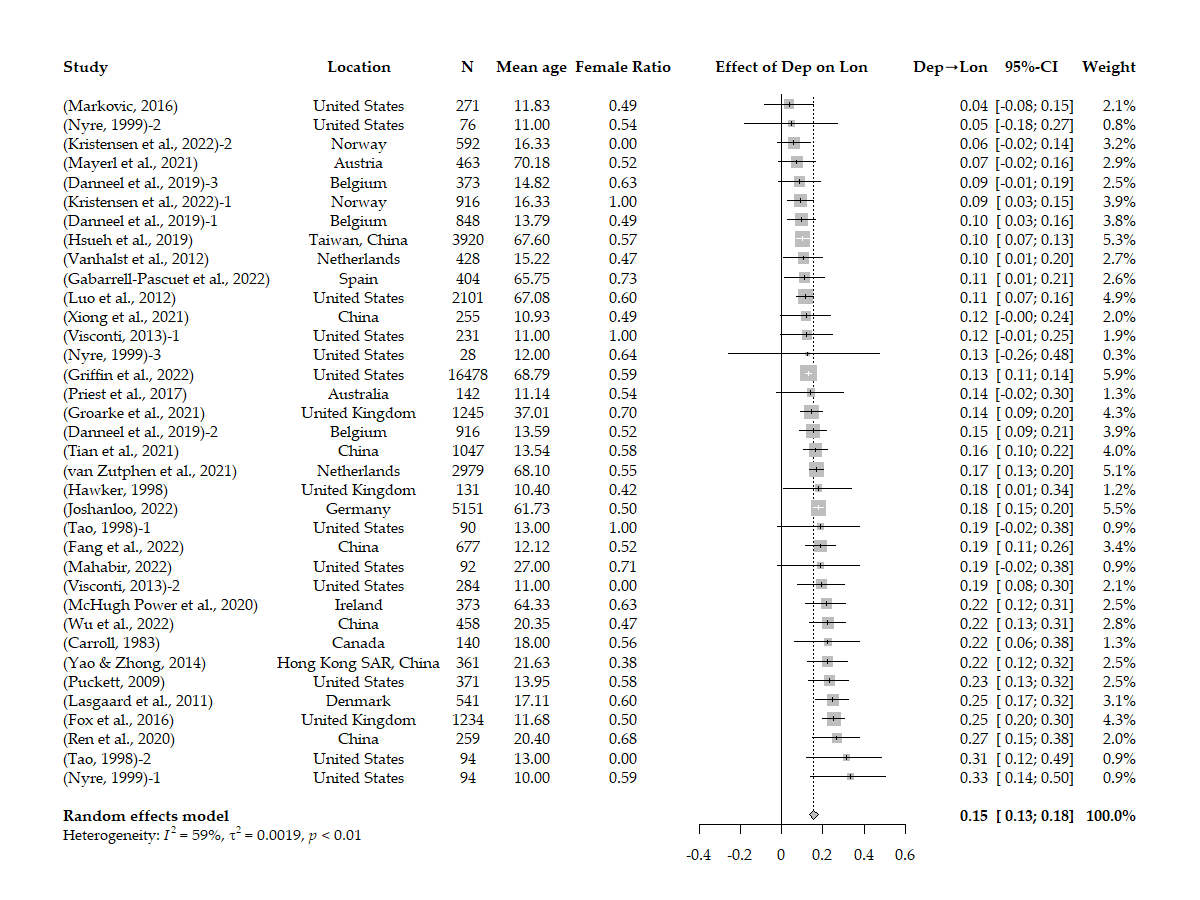 Study Location N Mean age Female Ratio Effect of Dep on Lon Dep→Lon 95%-CI Weight
(Markovic, 2016) United States 271 11.83 0.49 0.04 [-0.08; 0.15] 2.1%
(Nyre, 1999)-2 United States 76 11.00 0.54 0.05 [-0.18; 0.27] 0.8%
(Kristensen et al., 2022)-2 Norway 592 16.33 0.00 0.06 [-0.02; 0.14] 3.2%
(Mayerl et al., 2021) Austria 463 70.18 0.52 0.07 [-0.02; 0.16] 2.9%
(Danneel et al., 2019)-3 Belgium 373 14.82 0.63 0.09 [-0.01; 0.19] 2.5%
(Kristensen et al., 2022)-1 Norway 916 16.33 1.00 0.09 [ 0.03; 0.15] 3.9%
(Danneel et al., 2019)-1 Belgium 848 13.79 0.49 0.10 [ 0.03; 0.16] 3.8%
(Hsueh et al., 2019) Taiwan, China 3920 67.60 0.57 0.10 [ 0.07; 0.13] 5.3%
(Vanhalst et al., 2012) Netherlands 428 15.22 0.47 0.10 [ 0.01; 0.20] 2.7%
(Gabarrell-Pascuet et al., 2022) Spain 404 65.75 0.73 0.11 [ 0.01; 0.21] 2.6%
(Luo et al., 2012) United States 2101 67.08 0.60 0.11 [ 0.07; 0.16] 4.9%
(Xiong et al., 2021) China 255 10.93 0.49 0.12 [-0.00; 0.24] 2.0%
(Visconti, 2013)-1 United States 231 11.00 1.00 0.12 [-0.01; 0.25] 1.9%
(Nyre, 1999)-3 United States 28 12.00 0.64 0.13 [-0.26; 0.48] 0.3%
(Griffin et al., 2022) United States 16478 68.79 0.59 0.13 [ 0.11; 0.14] 5.9%
(Priest et al., 2017) Australia 142 11.14 0.54 0.14 [-0.02; 0.30] 1.3%
(Groarke et al., 2021) United Kingdom 1245 37.01 0.70 0.14 [ 0.09; 0.20] 4.3%
(Danneel et al., 2019)-2 Belgium 916 13.59 0.52 0.15 [ 0.09; 0.21] 3.9%
(Tian et al., 2021) China 1047 13.54 0.58 0.16 [ 0.10; 0.22] 4.0%
(van Zutphen et al., 2021) Netherlands 2979 68.10 0.55 0.17 [ 0.13; 0.20] 5.1%
(Hawker, 1998) United Kingdom 131 10.40 0.42 0.18 [ 0.01; 0.34] 1.2%
(Joshanloo, 2022) Germany 5151 61.73 0.50 0.18 [ 0.15; 0.20] 5.5%
(Tao, 1998)-1 United States 90 13.00 1.00 0.19 [-0.02; 0.38] 0.9%
(Fang et al., 2022) China 677 12.12 0.52 0.19 [ 0.11; 0.26] 3.4%
(Mahabir, 2022) United States 92 27.00 0.71 0.19 [-0.02; 0.38] 0.9%
(Visconti, 2013)-2 United States 284 11.00 0.00 0.19 [ 0.08; 0.30] 2.1%
(McHugh Power et al., 2020) Ireland 373 64.33 0.63 0.22 [ 0.12; 0.31] 2.5%
(Wu et al., 2022) China 458 20.35 0.47 0.22 [ 0.13; 0.31] 2.8%
(Carroll, 1983) Canada 140 18.00 0.56 0.22 [ 0.06; 0.38] 1.3%
(Yao & Zhong, 2014) Hong Kong SAR, China 361 21.63 0.38 0.22 [ 0.12; 0.32] 2.5%
(Puckett, 2009) United States 371 13.95 0.58 0.23 [ 0.13; 0.32] 2.5%
(Lasgaard et al., 2011) Denmark 541 17.11 0.60 0.25 [ 0.17; 0.32] 3.1%
(Fox et al., 2016) United Kingdom 1234 11.68 0.50 0.25 [ 0.20; 0.30] 4.3%
(Ren et al., 2020) China 259 20.40 0.68 0.27 [ 0.15; 0.38] 2.0%
(Tao, 1998)-2 United States 94 13.00 0.00 0.31 [ 0.12; 0.49] 0.9%
(Nyre, 1999)-1 United States 94 10.00 0.59 0.33 [ 0.14; 0.50] 0.9%
Random effects model 0.15 [ 0.13; 0.18] 100.0%
Heterogeneity: I² = 59%, τ² = 0.0019, p < 0.01
-0.4 -0.2 0 0.2 0.4 0.6